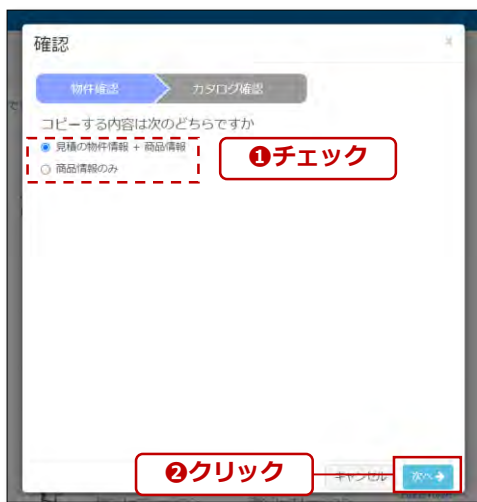 確認
×
物件確認
カタログ確認
コピーする内容は次のどちらですか
見積の物件情報 + 商品情報
商品情報のみ
❶チェック
❷クリック
キャンセル
次へ➔